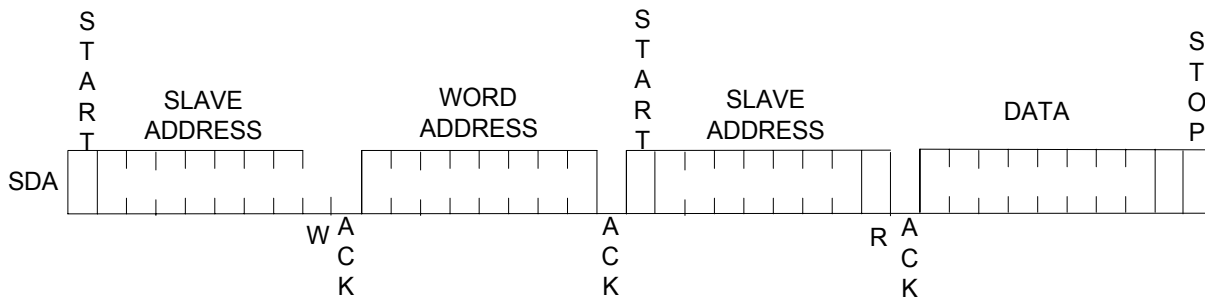 START
SLAVE
ADDRESS
WORD
ADDRESS
START
SLAVE
ADDRESS
DATA
STOP
SDA
W
ACK
ACK
R
ACK